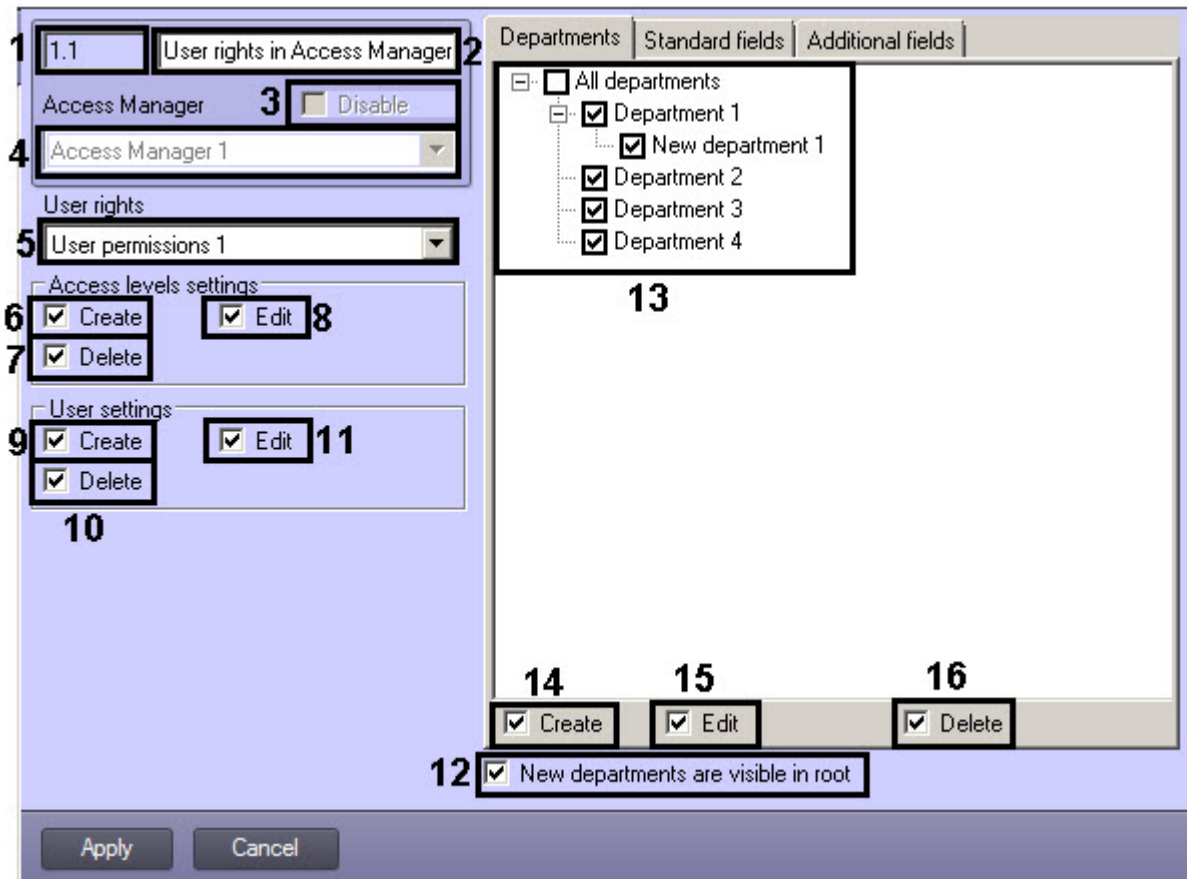 1 1.1 User rights in Access Manager 2
Access Manager 3 Disable
4 Access Manager 1
User rights
5 User permissions 1
Access levels settings
6 Create Edit 8
7 Delete
User settings
9 Create Edit 11
Delete
10
Departments Standard fields Additional fields
All departments
Department 1
New department 1
Department 2
Department 3
Department 4
13
14 15 16
Create Edit Delete
12 New departments are visible in root
Apply Cancel